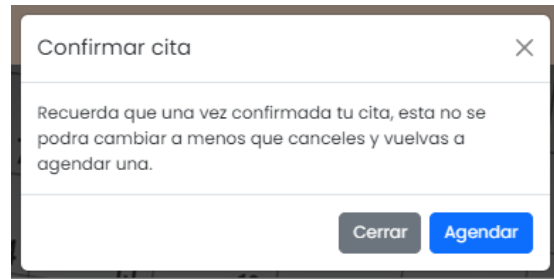 Confirmar cita
Recuerda que una vez confirmada tu cita, esta no se
podra cambiar a menos que canceles y vuelvas a
agendar una.
Cerrar Agendar